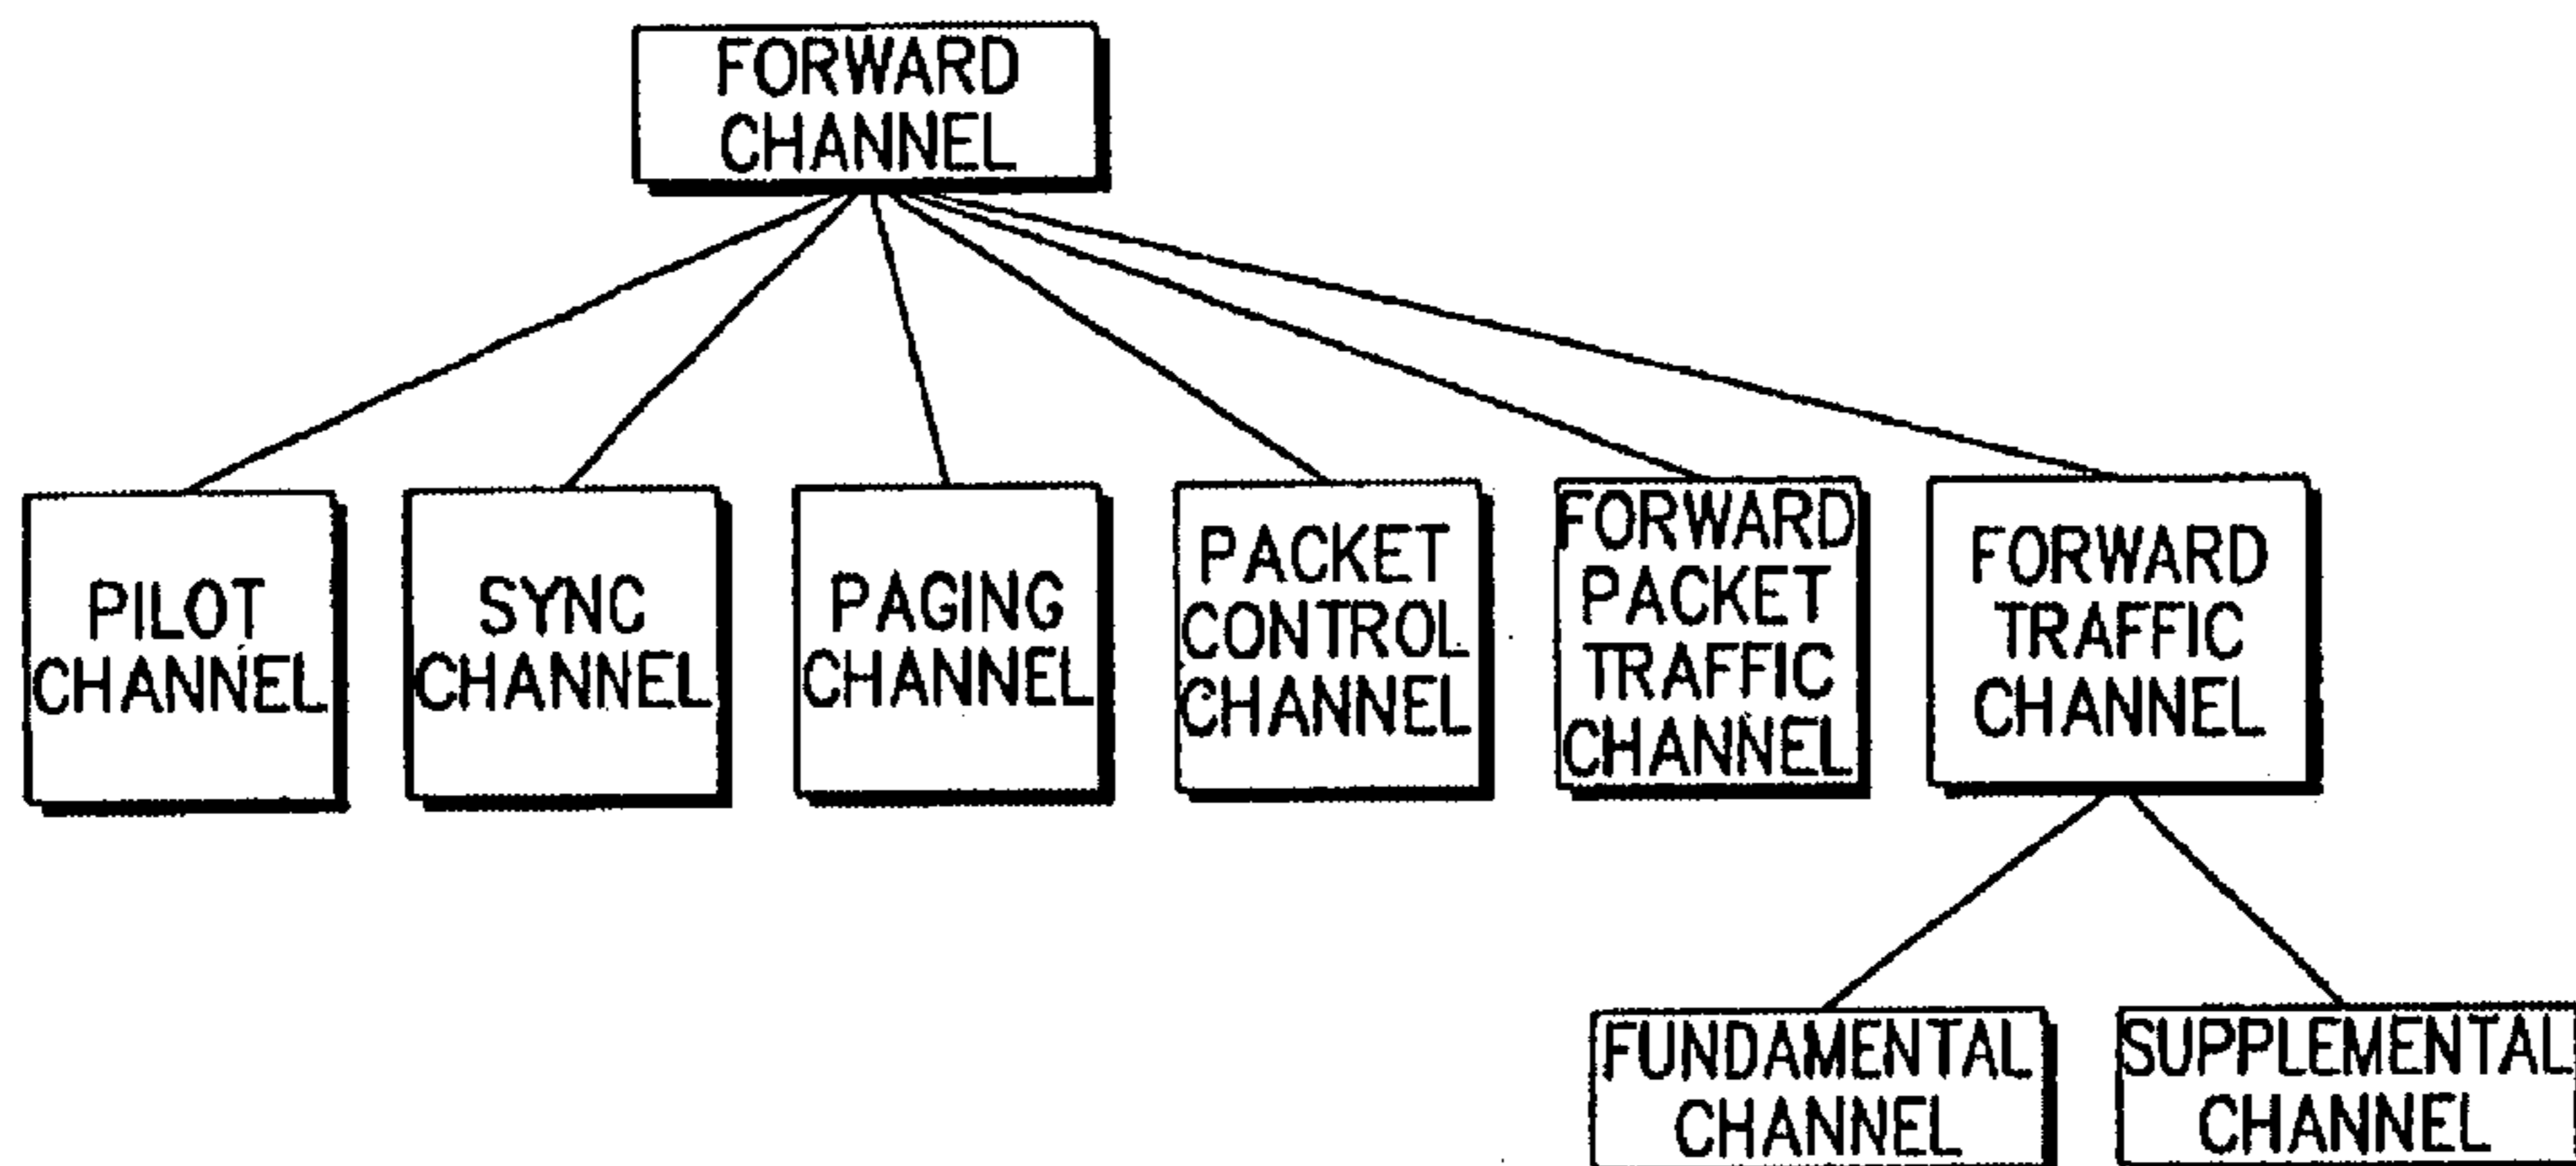 FORWARD
CHANNEL
PILOT
CHANNEL
SYNC
CHANNEL
PAGING
CHANNEL
PACKET
CONTROL
CHANNEL
FORWARD
PACKET
TRAFFIC
CHANNEL
FORWARD
TRAFFIC
CHANNEL
FUNDAMENTAL
CHANNEL
SUPPLEMENTAL
CHANNEL